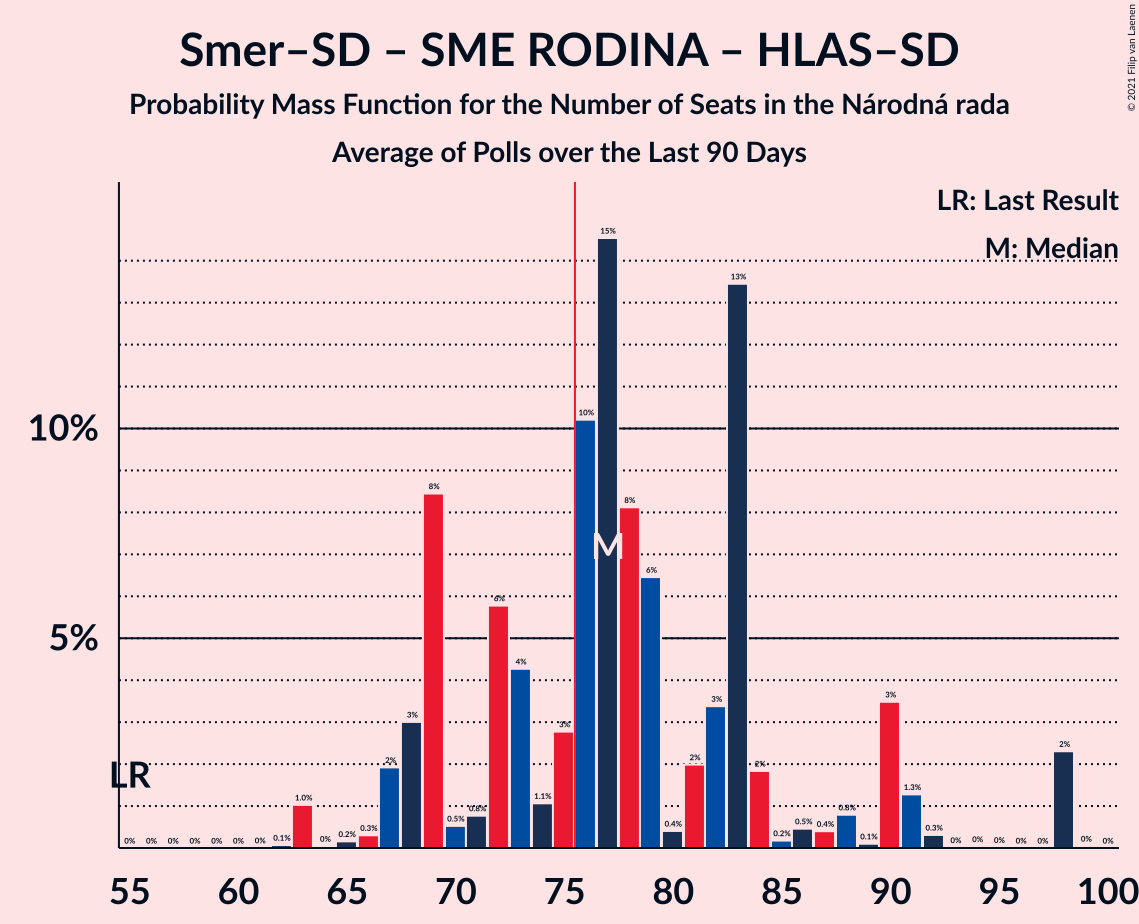 Smer–SD – SME RODINA – HLAS–SD
Probability Mass Function for the Number of Seats in the Národná rada
Average of Polls over the Last 90 Days
© 2021 Filip van Laenen
LR: Last Result
M: Median
10%
5%
LR
M
0% 0% 0% 0% 0% 0% 0% 0.1% 1.0% 0% 0.2% 0.3% 2% 3% 8% 0.5% 0.8% 6% 4% 1.1% 3% 10% 15% 8% 6% 0.4% 2% 3% 13% 2% 0.2% 0.5% 0.4% 0.8% 0.1% 3% 1.3% 0.3% 0% 0% 0% 0% 0% 2% 0% 0%
55 60 65 70 75 80 85 90 95 100